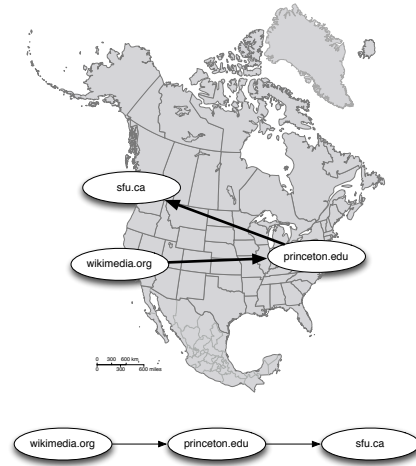 sfu.ca
wikimedia.org
princeton.edu
0 300 600 km
0 300 600 miles
wikimedia.org
princeton.edu
sfu.ca